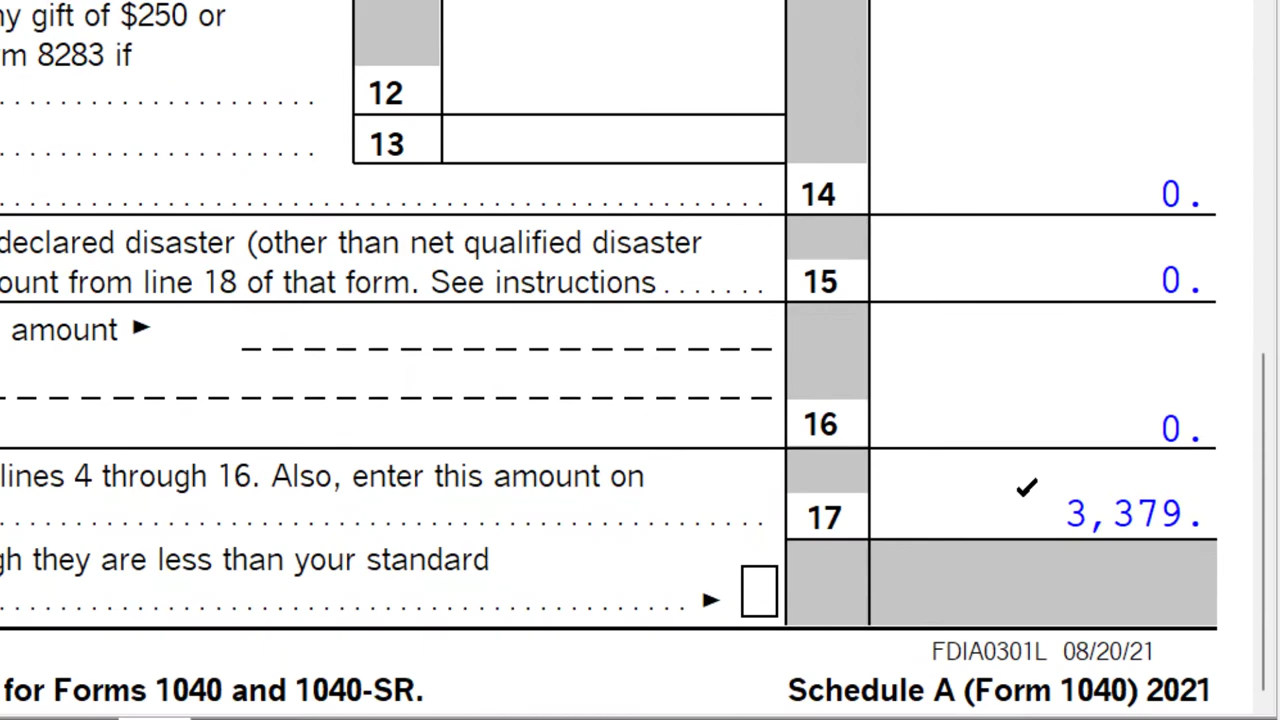 ny gift of $250 or
rm 8283 if
12
13
14 0.
declared disaster (other than net qualified disaster
ount from line 18 of that form. See instructions 15 0.
amount ►
16 0.
lines 4 through 16. Also, enter this amount on
17 3,379.
gh they are less than your standard
►
FDIA0301L 08/20/21
for Forms 1040 and 1040-SR. Schedule A (Form 1040) 2021